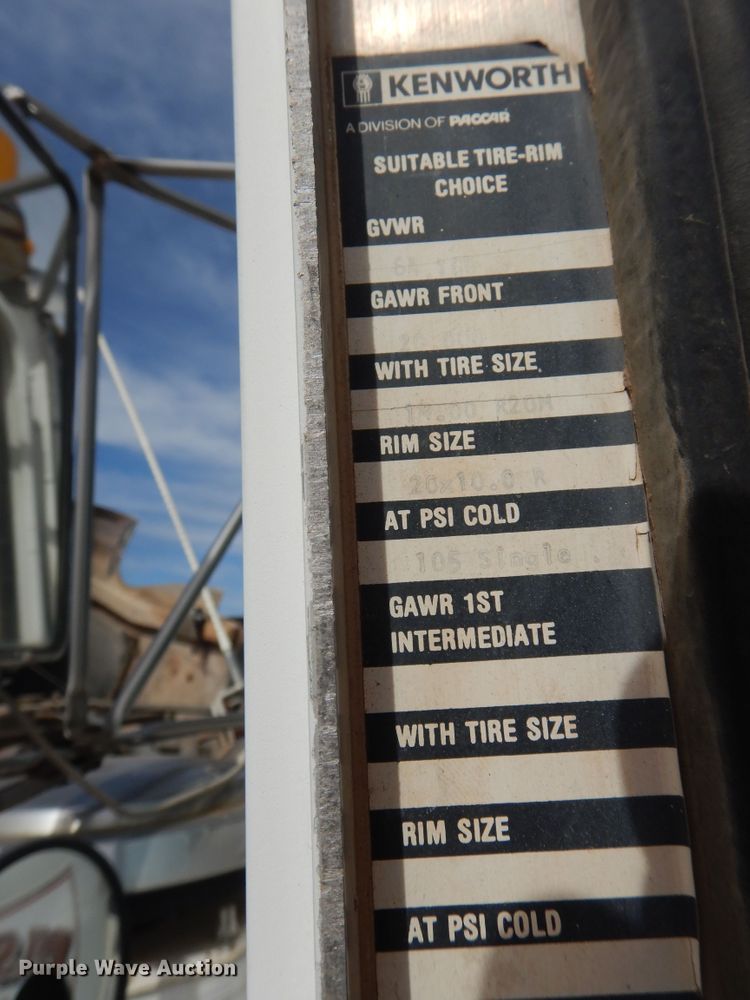 KENWORTH
A DIVISION OF PACCAR
SUITABLE TIRE-RIM
CHOICE
GVWR
GAWR FRONT
WITH TIRE SIZE
RIM SIZE
20x10.0 R
AT PSI COLD
105 Single
GAWR 1ST
INTERMEDIATE
WITH TIRE SIZE
RIM SIZE
AT PSI COLD
Purple Wave Auction